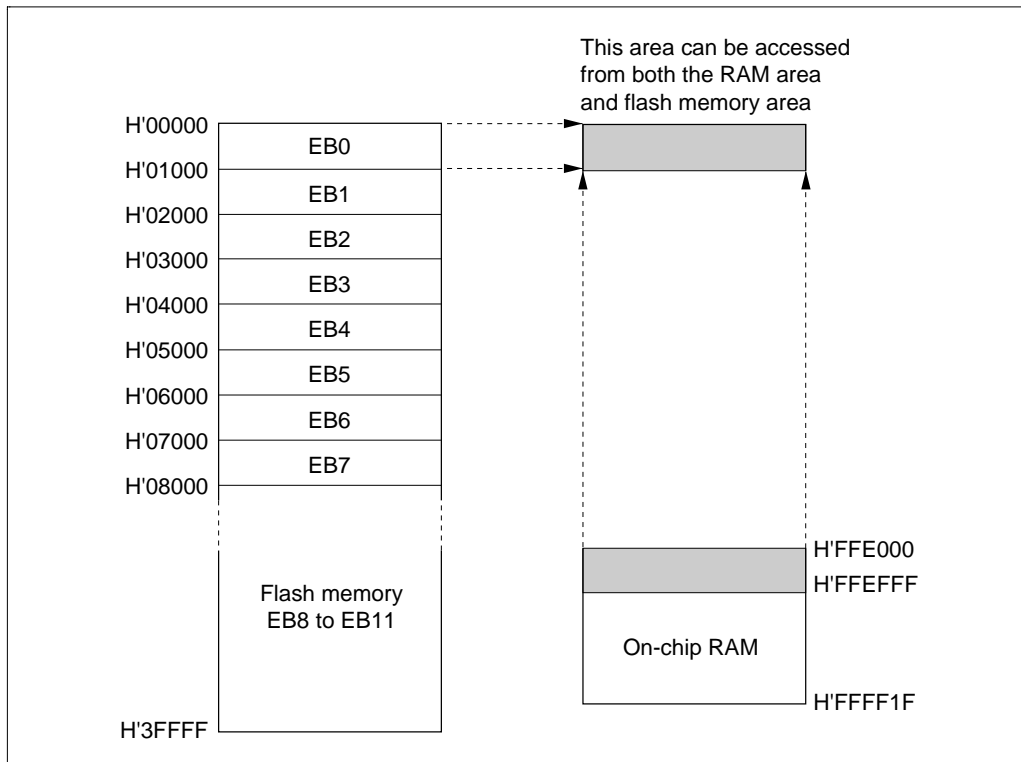 This area can be accessed
from both the RAM area
and flash memory area
H'00000
EB0
H'01000
EB1
H'02000
EB2
H'03000
EB3
H'04000
EB4
H'05000
EB5
H'06000
EB6
H'07000
EB7
H'08000
H'FFE000
H'FFEFFF
Flash memory
EB8 to EB11
On-chip RAM
H'FFFF1F
H'3FFFF